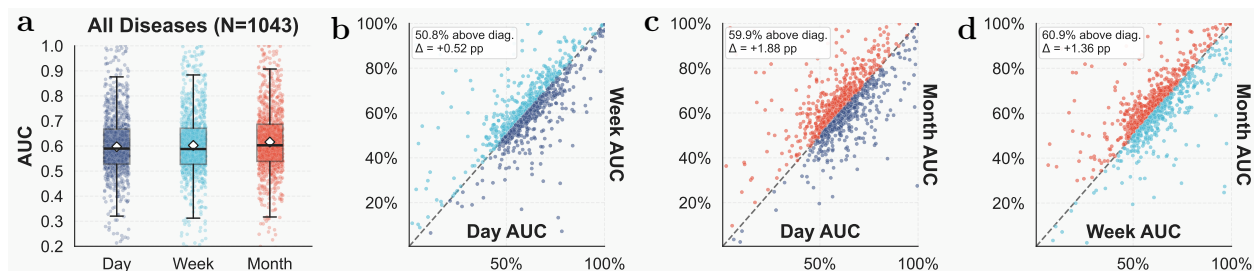 a
All Diseases (N=1043)
AUC
1.0
0.9
0.8
0.7
0.6
0.5
0.4
0.3
0.2
Day
Week
Month
b
100%
80%
60%
40%
20%
50.8% above diag.
Δ = +0.52 pp
Day AUC
Week AUC
50%
100%
c
100%
80%
60%
40%
20%
59.9% above diag.
Δ = +1.88 pp
Day AUC
Month AUC
50%
100%
d
100%
80%
60%
40%
20%
60.9% above diag.
Δ = +1.36 pp
Week AUC
Month AUC
50%
100%